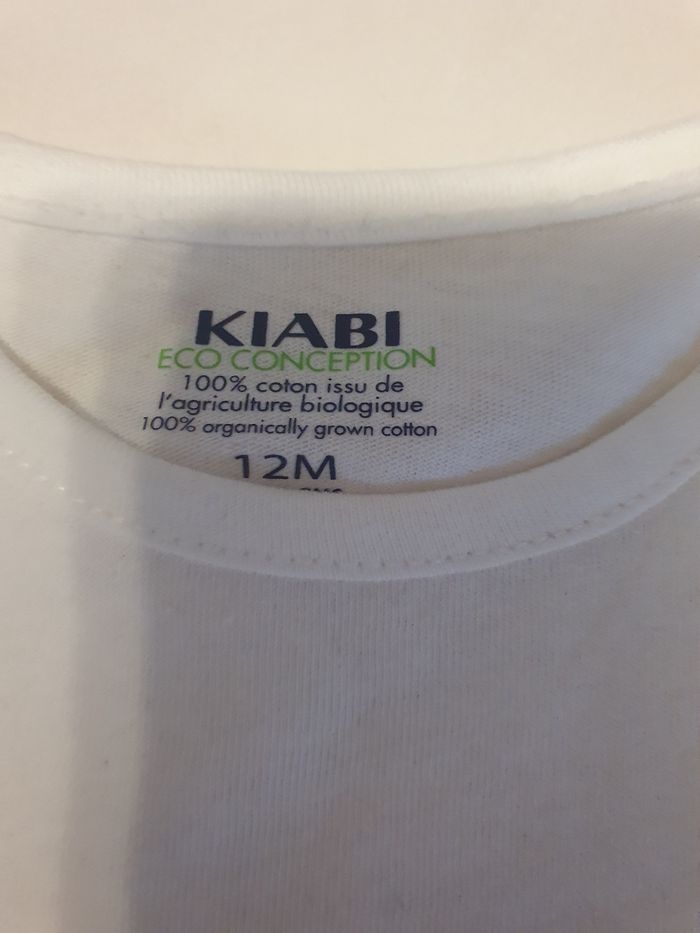 KIABI
ECO CONCEPTION
100% coton issu de
l'agriculture biologique
100% organically grown cotton
12M